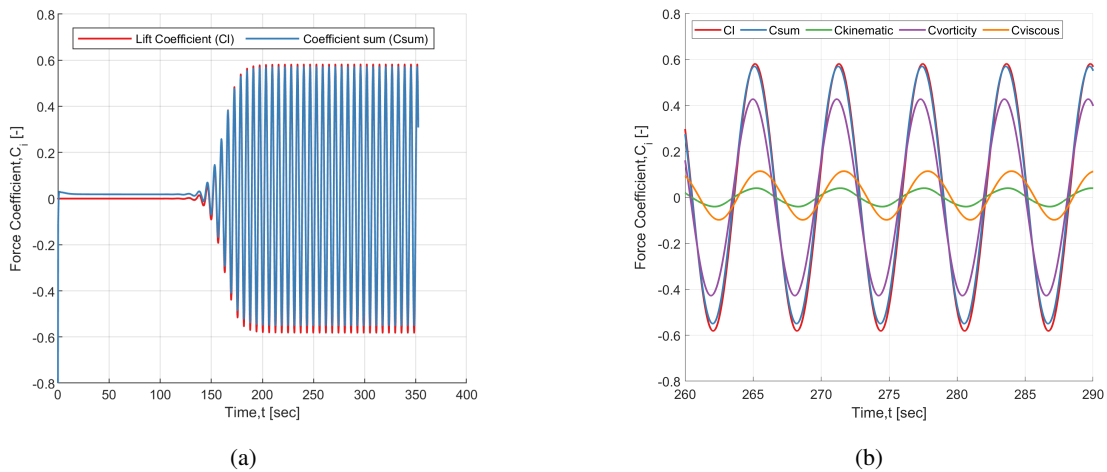 0.8
0.6
0.4
0.2
0
-0.2
-0.4
-0.6
-0.8
Force Coefficient,C_i [-]
Lift Coefficient (Cl) Coefficient sum (Csum)
0 50 100 150 200 250 300 350 400
Time,t [sec]
(a)
0.8
0.6
0.4
0.2
0
-0.2
-0.4
-0.6
-0.8
Force Coefficient,C_i [-]
Cl Csum Ckinematic Cvorticity Cviscous
260 265 270 275 280 285 290
Time,t [sec]
(b)